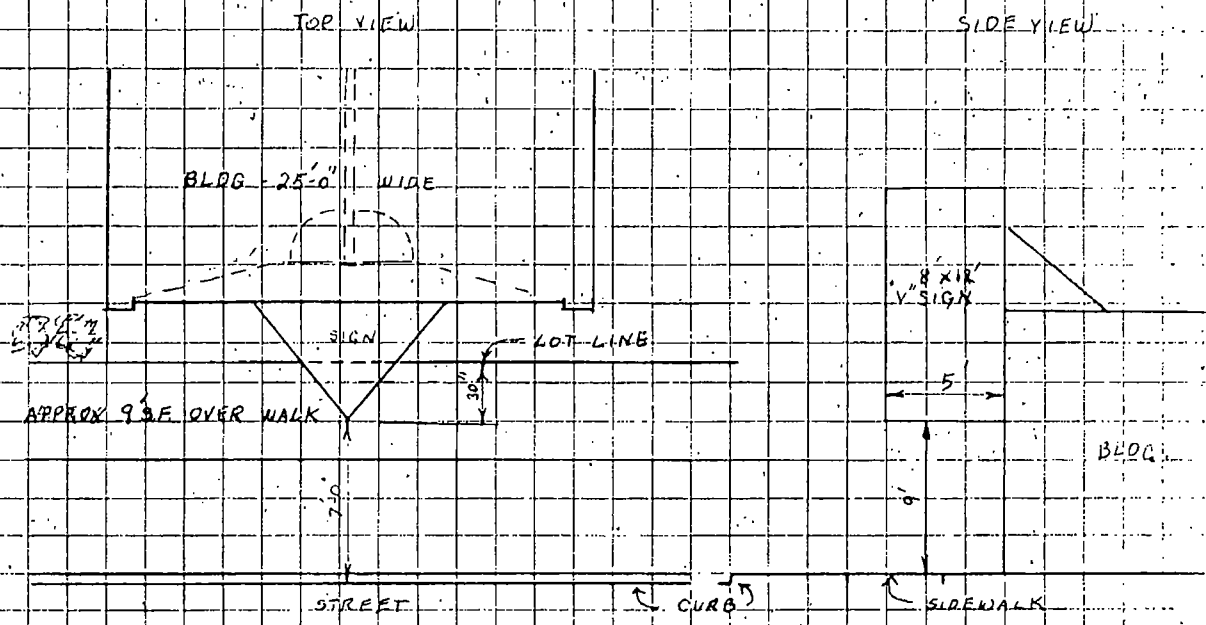 TOP VIEW
SIDE VIEW
BLDG - 25'-0" WIDE
8' X 12'
"V" SIGN
SIGN
LOT LINE
30"
5'
APPROX 9 S.F. OVER WALK
BLDG.
7'-0"
9'
STREET
CURB
SIDEWALK